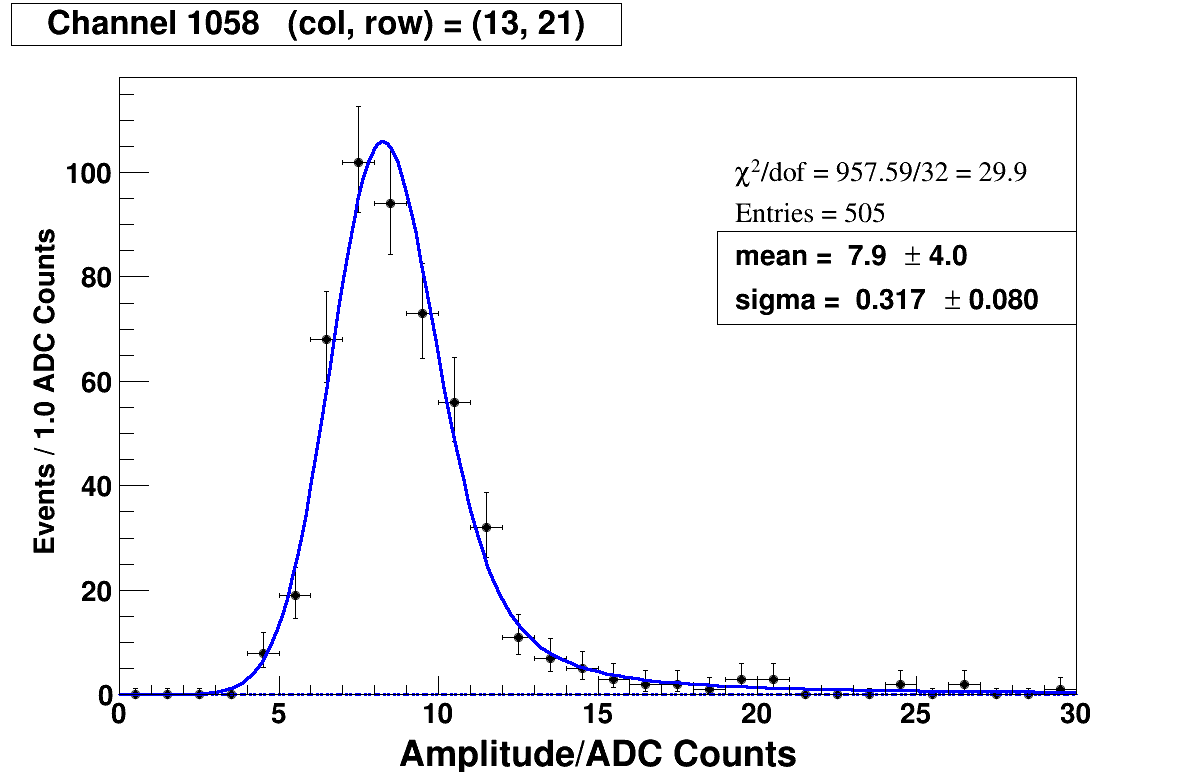 Channel 1058 (col, row) = (13, 21)
χ²/dof = 957.59/32 = 29.9
Entries = 505
mean = 7.9 ± 4.0
sigma = 0.317 ± 0.080
Events / 1.0 ADC Counts
100
80
60
40
20
0
0 5 10 15 20 25 30
Amplitude/ADC Counts